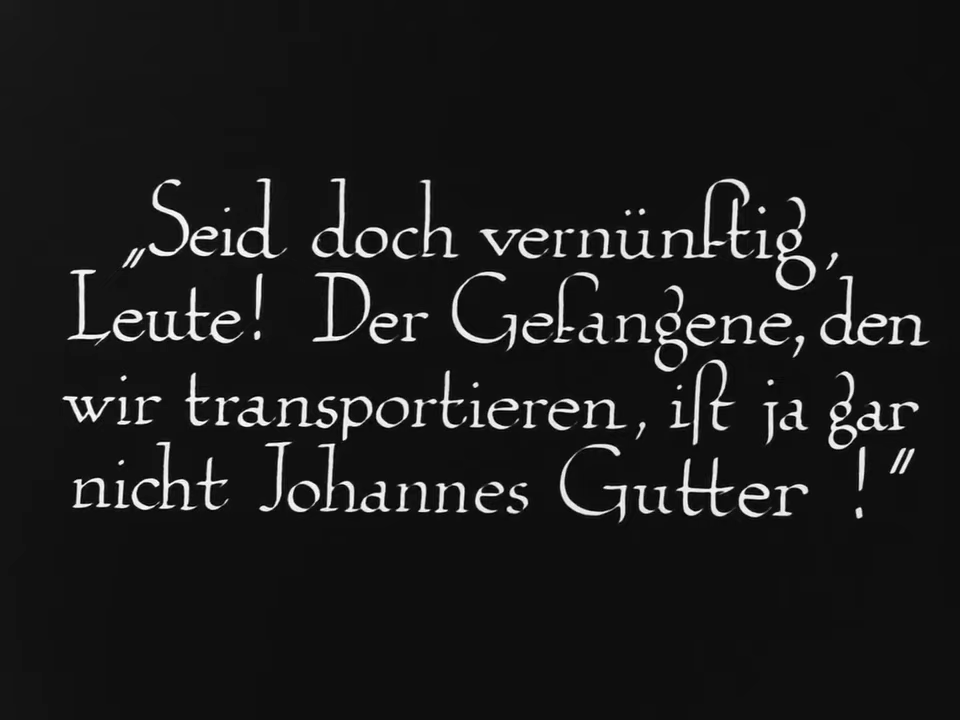 „Seid doch vernünftig,
Leute! Der Gefangene, den
wir transportieren, iſt ja gar
nicht Johannes Gutter !“